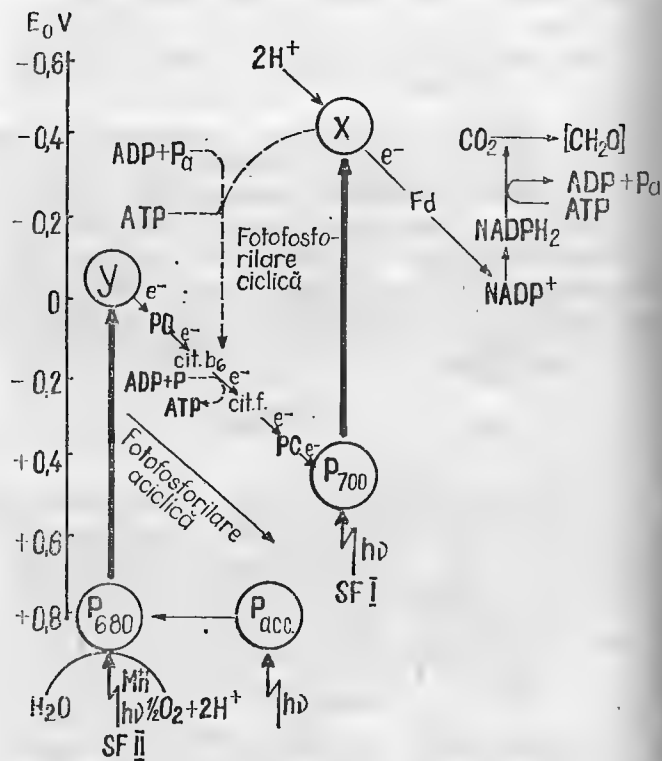 E₀ V
-0,6
-0,4
-0,2
0
-0,2
+0,4
+0,6
+0,8
2H⁺
X
e⁻
Fd
NADP⁺
NADPH₂
CO₂ → [CH₂O]
ADP+Pa
ATP
ADP+Pa
ATP
Fotofosfo-
rilare
ciclică
y
e⁻
PQ
e⁻
cit.b₆
e⁻
ADP+P
ATP
cit.f.
e⁻
PC
e⁻
P700
hν
SF I
Fotofosforilare
aciclică
P680
Pacc.
hν
H₂O
Mn⁺⁺
hν
½O₂+2H⁺
SF II